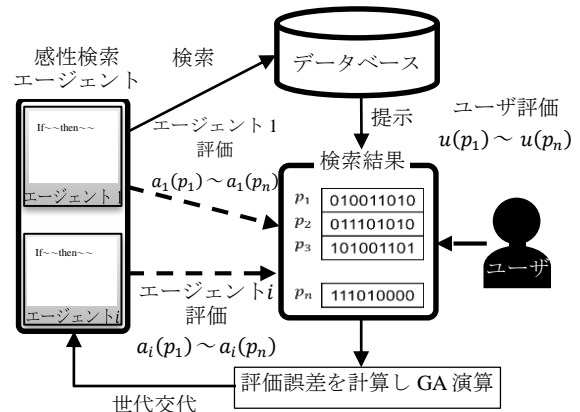 感性検索
エージェント
検索
データベース
If~~then~~
エージェント1
エージェント1
評価
提示
ユーザ評価
u(p₁)~ u(pₙ)
検索結果
a₁(p₁)~a₁(pₙ)
p₁ 010011010
p₂ 011101010
p₃ 101001101
pₙ 111010000
ユーザ
If~~then~~
エージェントi
エージェントi
評価
aᵢ(p₁)~aᵢ(pₙ)
評価誤差を計算し GA 演算
世代交代